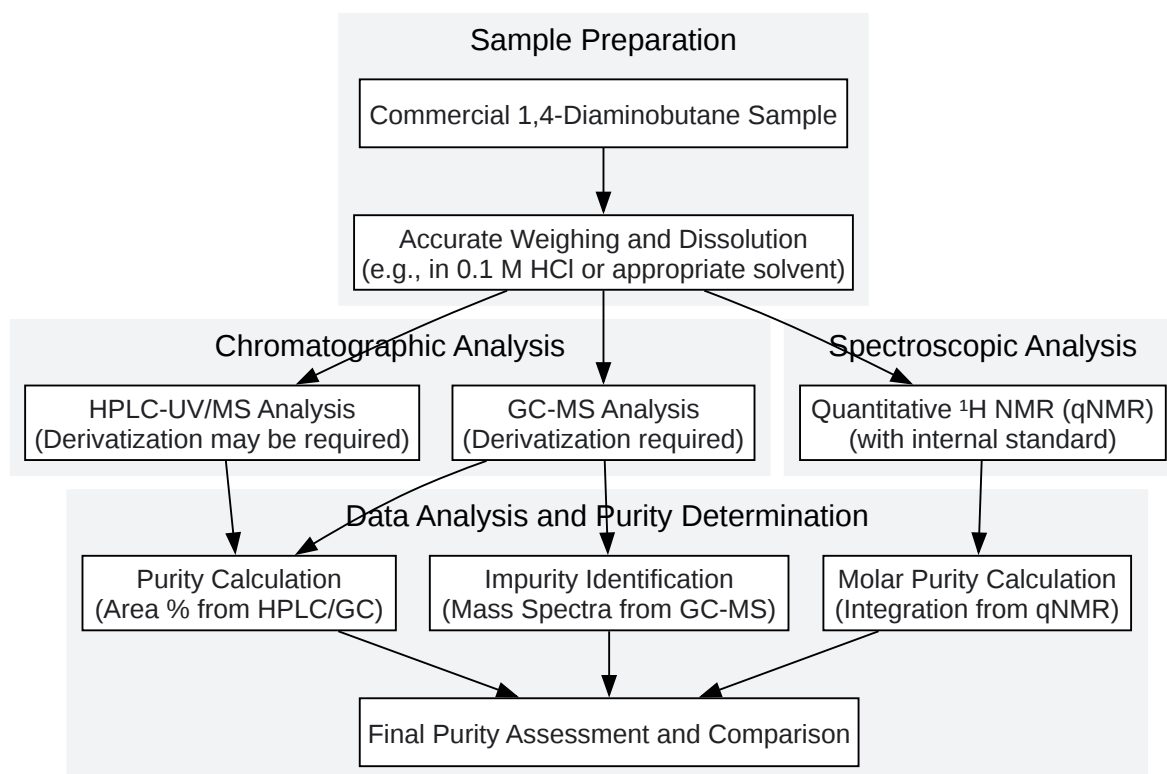 Sample Preparation
Commercial 1,4-Diaminobutane Sample
Accurate Weighing and Dissolution
(e.g., in 0.1 M HCl or appropriate solvent)
Chromatographic Analysis
Spectroscopic Analysis
HPLC-UV/MS Analysis
(Derivatization may be required)
GC-MS Analysis
(Derivatization required)
Quantitative ¹H NMR (qNMR)
(with internal standard)
Data Analysis and Purity Determination
Purity Calculation
(Area % from HPLC/GC)
Impurity Identification
(Mass Spectra from GC-MS)
Molar Purity Calculation
(Integration from qNMR)
Final Purity Assessment and Comparison